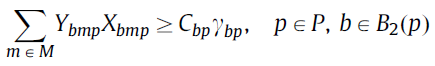 ∑_{m ∈ M} Y_{bmp} X_{bmp} ≥ C_{bp} γ_{bp},   p ∈ P, b ∈ B_2(p)